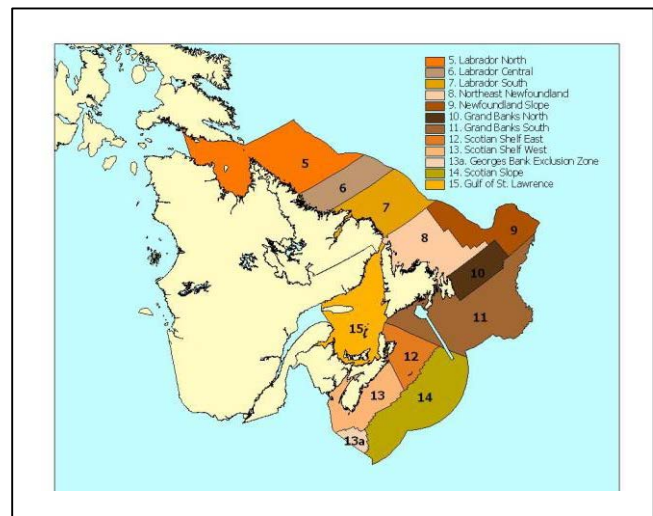 5. Labrador North
6. Labrador Central
7. Labrador South
8. Northeast Newfoundland
9. Newfoundland Slope
10. Grand Banks North
11. Grand Banks South
12. Scotian Shelf East
13. Scotian Shelf West
13a. Georges Bank Exclusion Zone
14. Scotian Slope
15. Gulf of St. Lawrence
5
6
7
8
9
10
11
15
12
13
14
13a